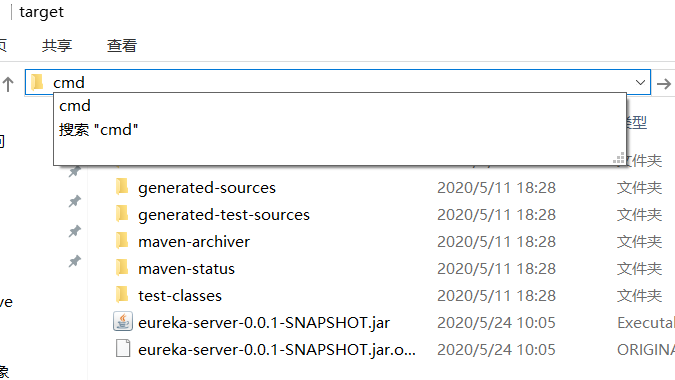 target
共享 查看
cmd
cmd
搜索 "cmd"
类型
文件夹
generated-sources 2020/5/11 18:28 文件夹
generated-test-sources 2020/5/11 18:28 文件夹
maven-archiver 2020/5/11 18:28 文件夹
maven-status 2020/5/11 18:28 文件夹
test-classes 2020/5/11 18:28 文件夹
eureka-server-0.0.1-SNAPSHOT.jar 2020/5/24 10:05 Executal
eureka-server-0.0.1-SNAPSHOT.jar.o... 2020/5/24 10:05 ORIGINA